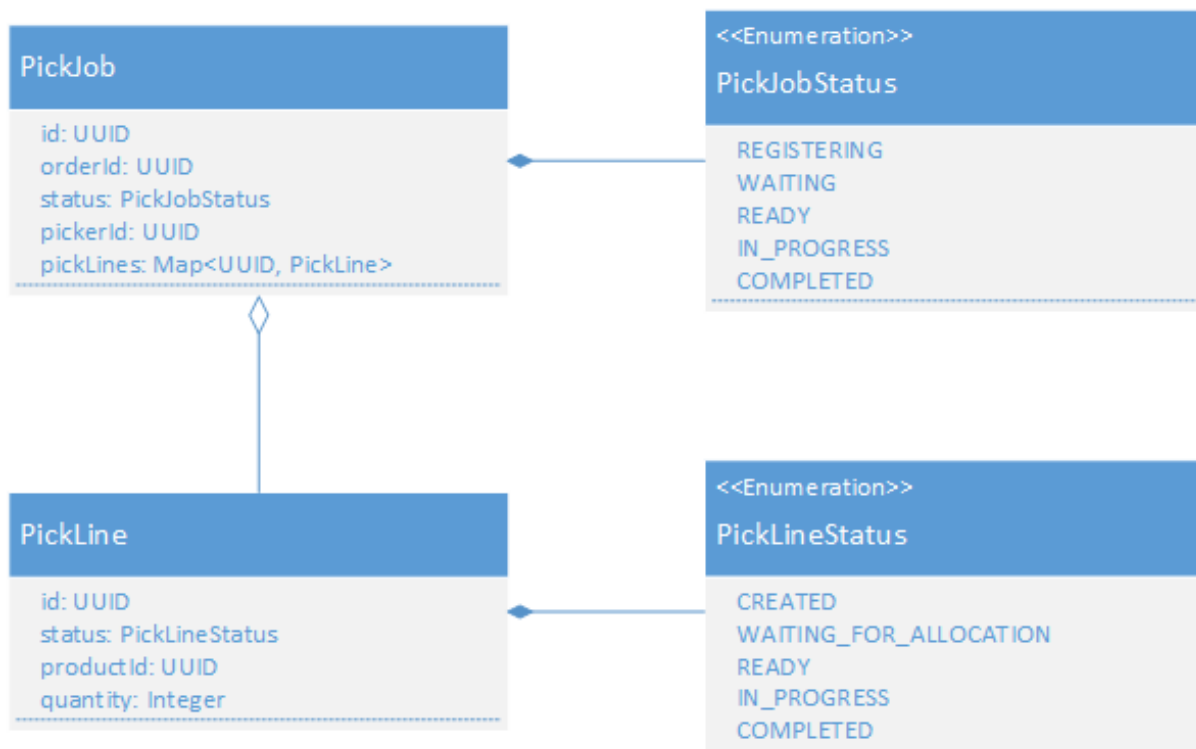 PickJob
id: UUID
orderId: UUID
status: PickJobStatus
pickerId: UUID
pickLines: Map<UUID, PickLine>
<<Enumeration>>
PickJobStatus
REGISTERING
WAITING
READY
IN_PROGRESS
COMPLETED
PickLine
id: UUID
status: PickLineStatus
productId: UUID
quantity: Integer
<<Enumeration>>
PickLineStatus
CREATED
WAITING_FOR_ALLOCATION
READY
IN_PROGRESS
COMPLETED